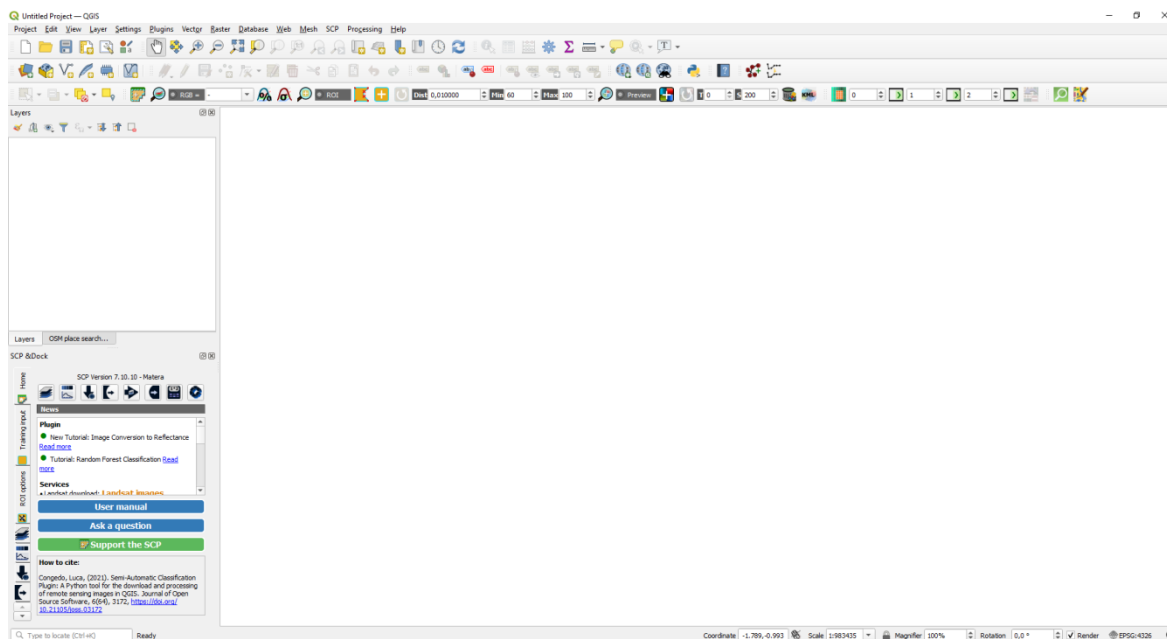 Untitled Project — QGIS
Project Edit View Layer Settings Plugins Vector Raster Database Web Mesh SCP Processing Help
RGB = - ROI Dist 0,010000 Min 60 Max 100 Preview T 0 S 200 KML 0 1 2
Layers
Layers OSM place search...
SCP &Dock
SCP Version 7.10.10 - Matera
Home
Training input
ROI options
News
Plugin
New Tutorial: Image Conversion to Reflectance
Read more
Tutorial: Random Forest Classification Read
more
Services
• Landsat download: Landsat images
User manual
Ask a question
Support the SCP
How to cite:
Congedo, Luca, (2021). Semi-Automatic Classification
Plugin: A Python tool for the download and processing
of remote sensing images in QGIS. Journal of Open
Source Software, 6(64), 3172, https://doi.org/
10.21105/joss.03172
Type to locate (Ctrl+K) Ready Coordinate -1.789,-0.993 Scale 1:983435 Magnifier 100% Rotation 0,0 ° Render EPSG:4326